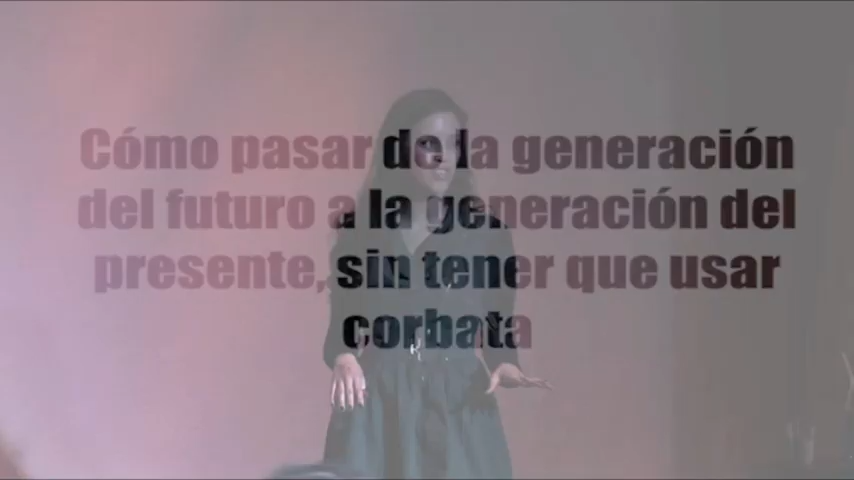 Cómo pasar de la generación
del futuro a la generación del
presente, sin tener que usar
corbata